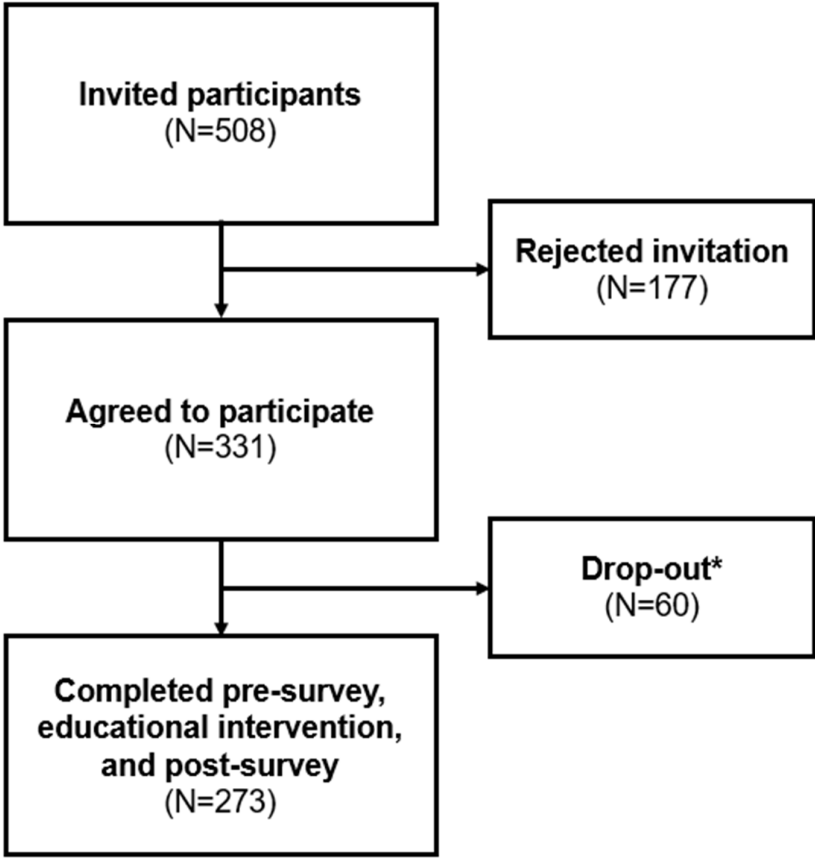 Invited participants
(N=508)
Rejected invitation
(N=177)
Agreed to participate
(N=331)
Drop-out*
(N=60)
Completed pre-survey,
educational intervention,
and post-survey
(N=273)